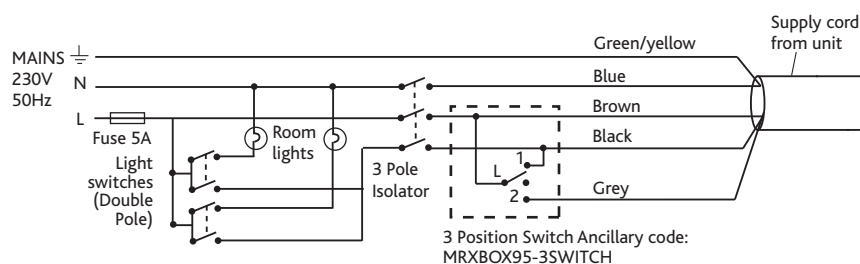 Supply cord
from unit
Green/yellow
MAINS
230V
50Hz
N
Blue
L
Brown
Fuse 5A
Room
lights
Black
Light
switches
(Double
Pole)
3 Pole
Isolator
L
1
2
Grey
3 Position Switch Ancillary code:
MRXBOX95-3SWITCH